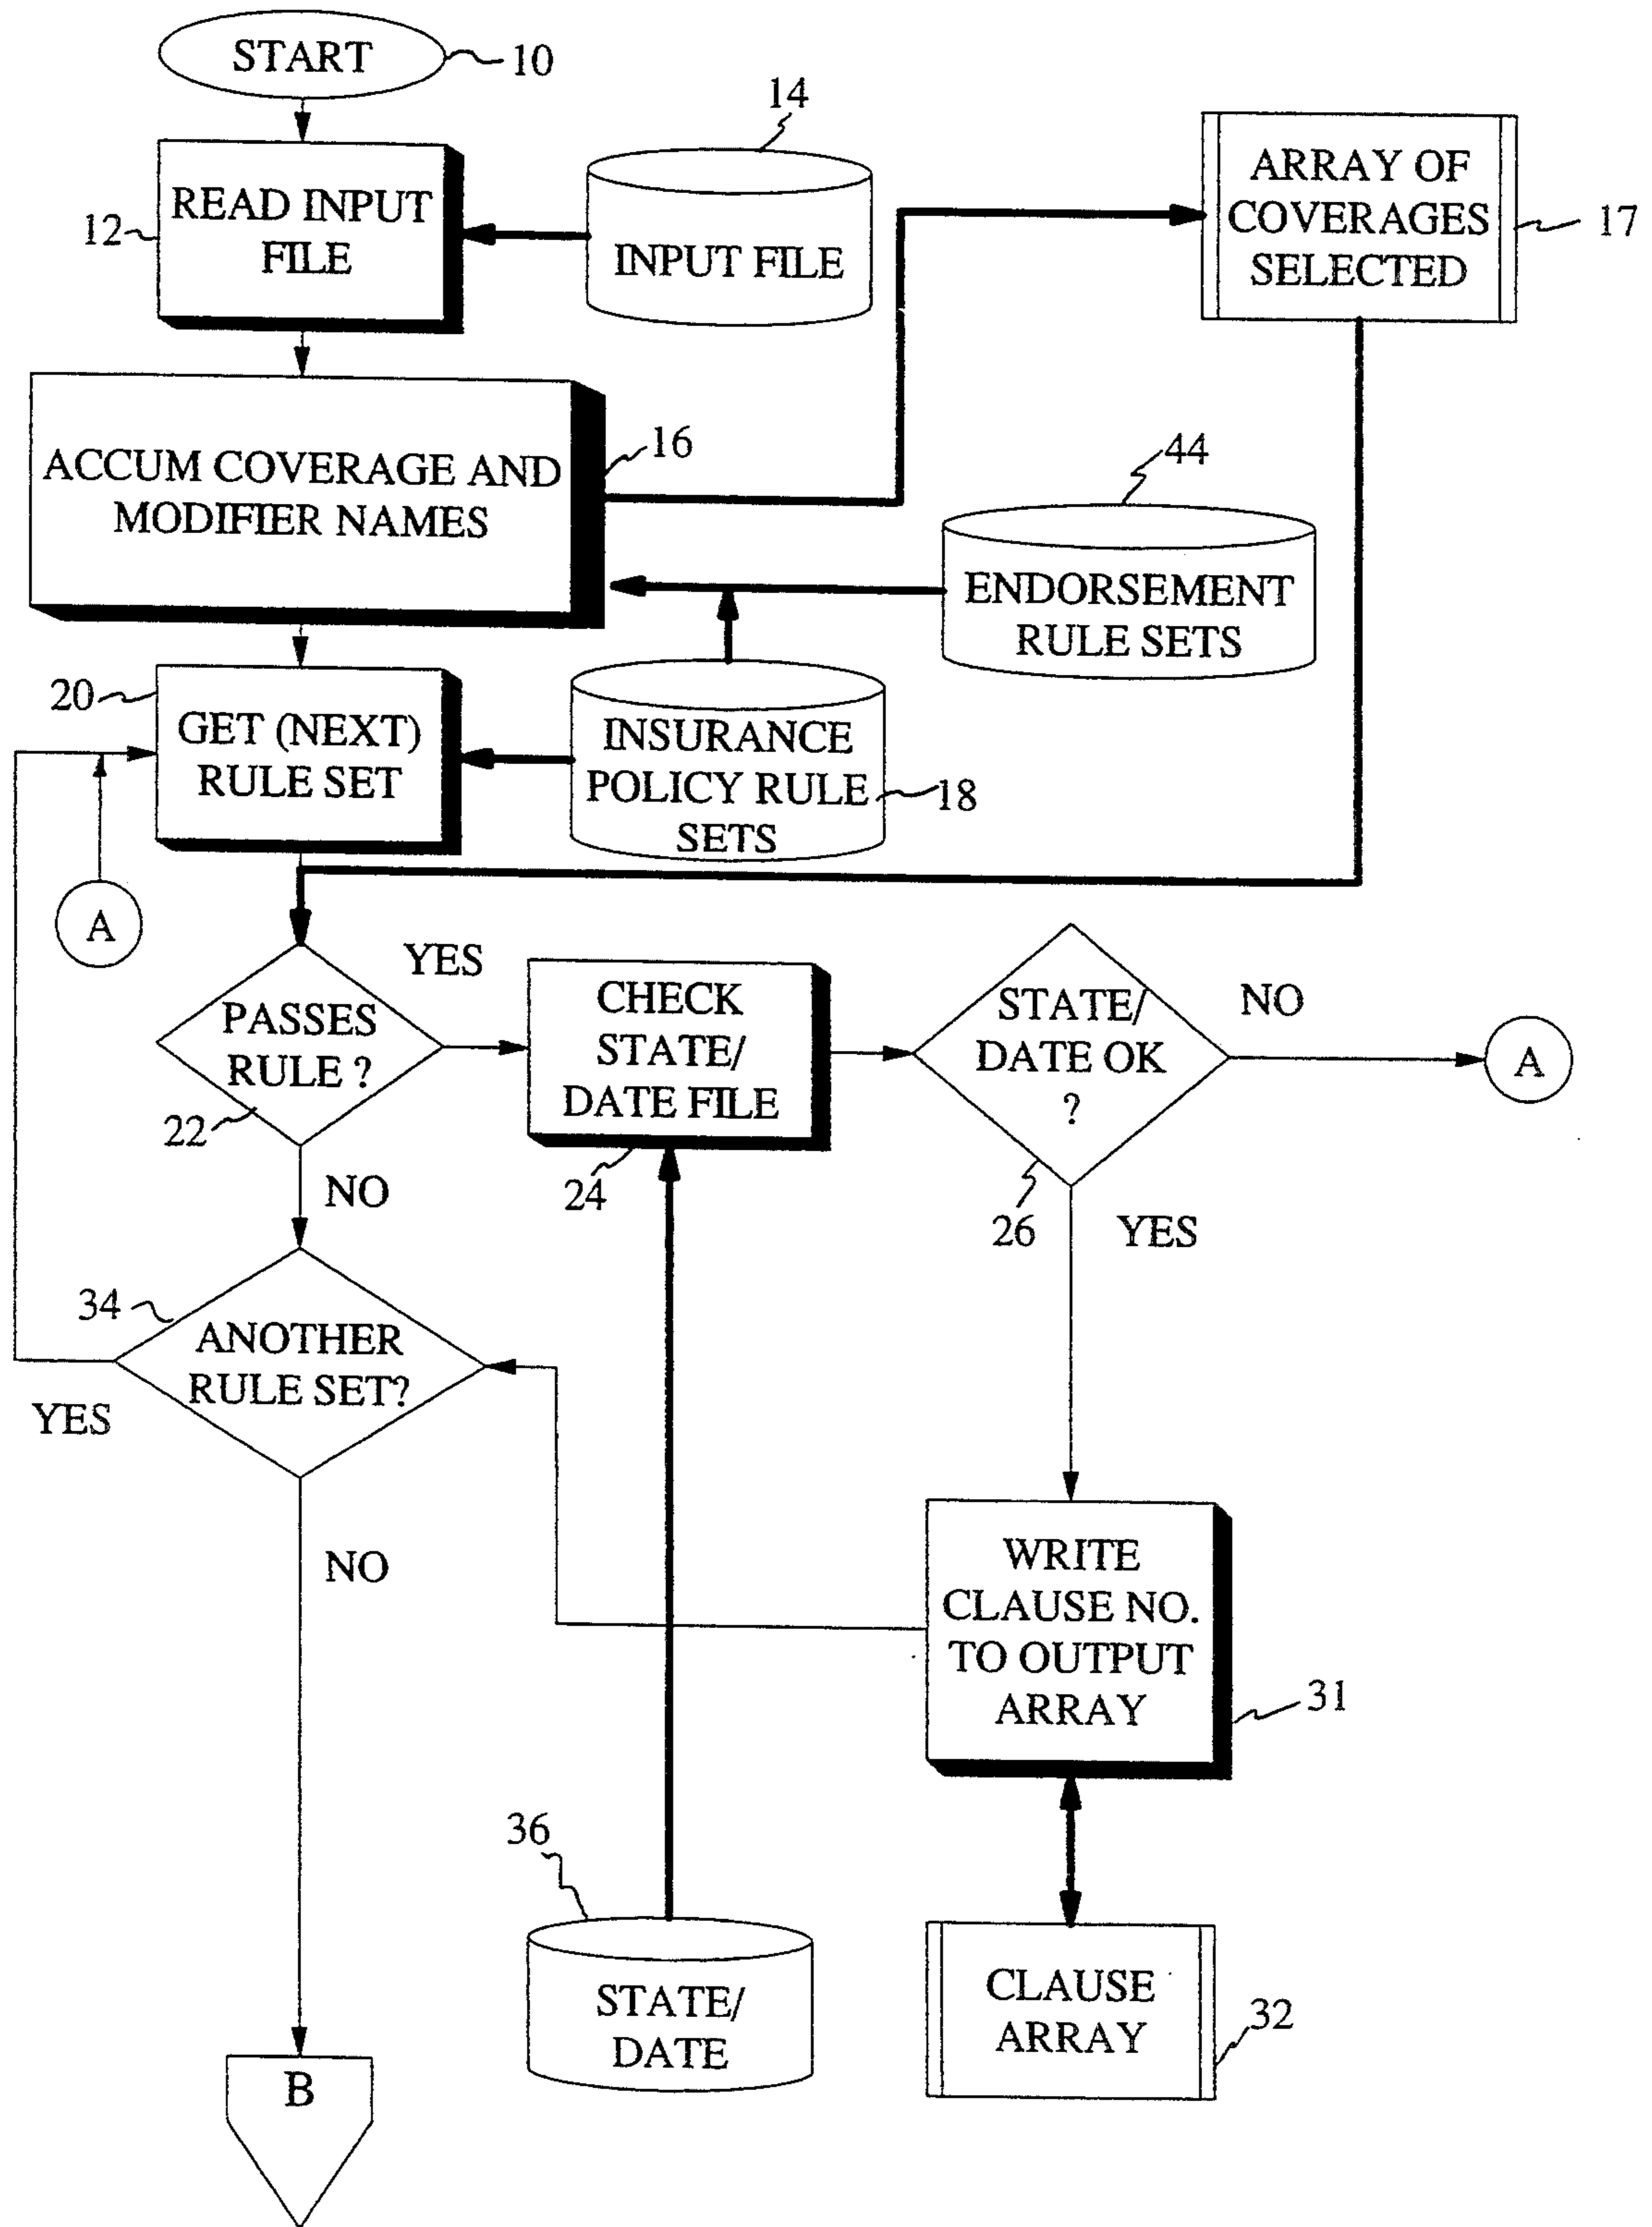 START
10
14
READ INPUT
FILE
12
INPUT FILE
ARRAY OF
COVERAGES
SELECTED
17
ACCUM COVERAGE AND
MODIFIER NAMES
16
44
ENDORSEMENT
RULE SETS
20
GET (NEXT)
RULE SET
INSURANCE
POLICY RULE
SETS
18
A
PASSES
RULE ?
22
YES
NO
CHECK
STATE/
DATE FILE
24
STATE/
DATE OK
?
26
NO
A
YES
34
ANOTHER
RULE SET?
YES
NO
WRITE
CLAUSE NO.
TO OUTPUT
ARRAY
31
36
STATE/
DATE
CLAUSE
ARRAY
32
B